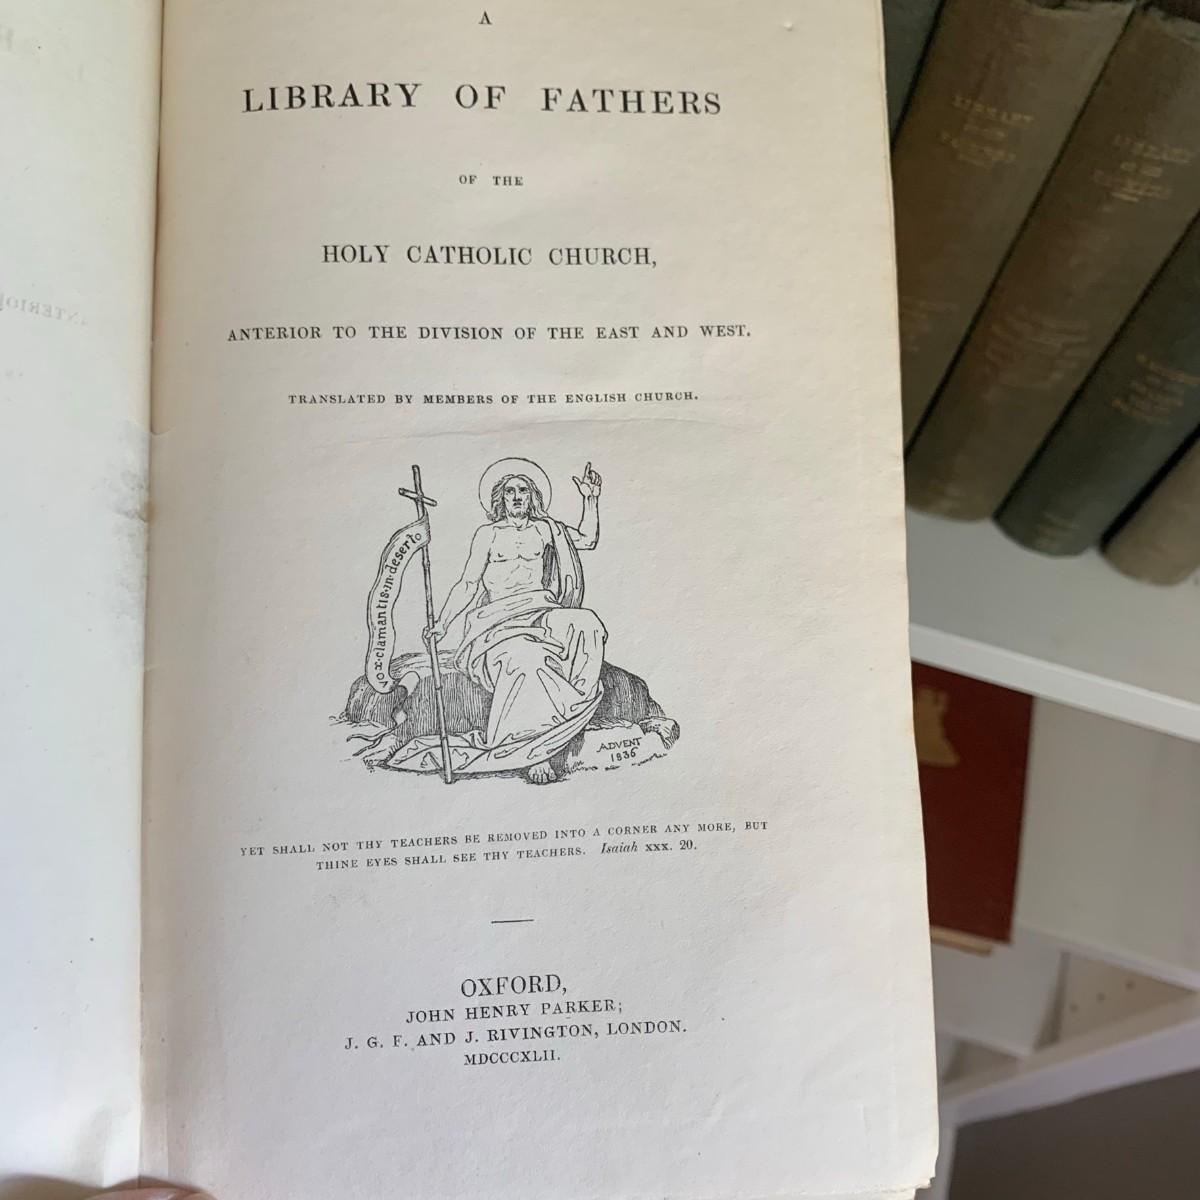 A
LIBRARY OF FATHERS
OF THE
HOLY CATHOLIC CHURCH,
ANTERIOR TO THE DIVISION OF THE EAST AND WEST.
TRANSLATED BY MEMBERS OF THE ENGLISH CHURCH.
vox·clamantis·in·deserto
ADVENT
1836
YET SHALL NOT THY TEACHERS BE REMOVED INTO A CORNER ANY MORE, BUT
THINE EYES SHALL SEE THY TEACHERS. Isaiah xxx. 20.
OXFORD,
JOHN HENRY PARKER;
J. G. F. AND J. RIVINGTON, LONDON.
MDCCCXLII.
LIBRARY
LIBRARY